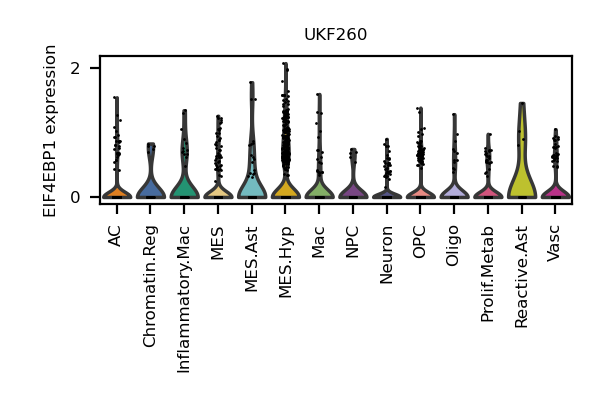 UKF260
EIF4EBP1 expression
2
0
AC
Chromatin.Reg
Inflammatory.Mac
MES
MES.Ast
MES.Hyp
Mac
NPC
Neuron
OPC
Oligo
Prolif.Metab
Reactive.Ast
Vasc